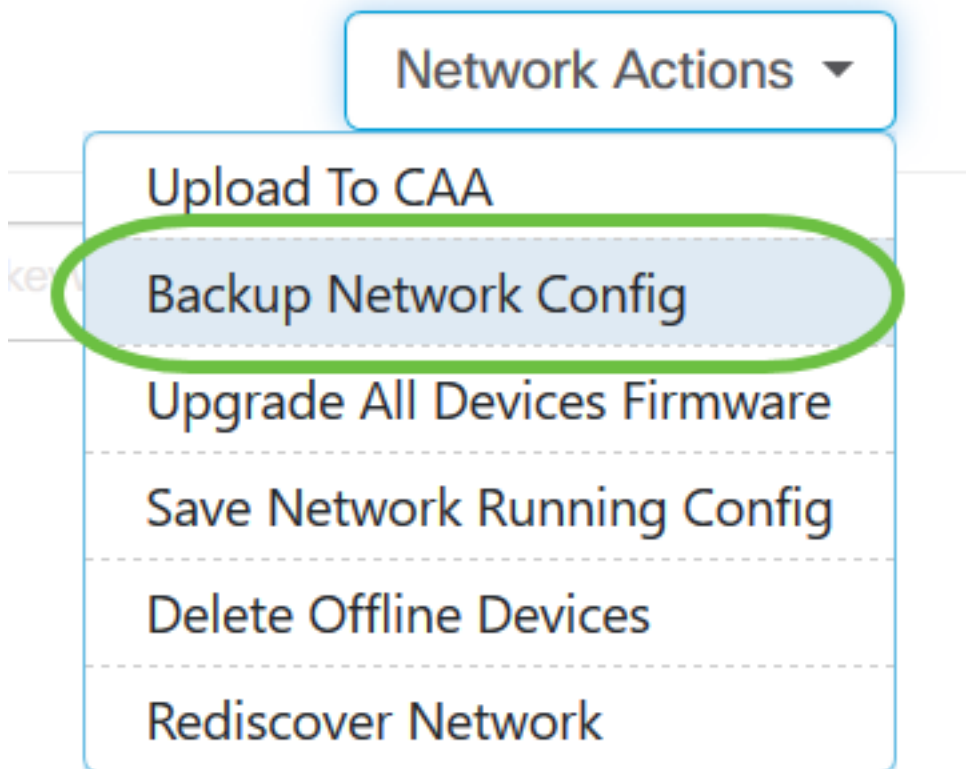 Network Actions
Upload To CAA
Backup Network Config
Upgrade All Devices Firmware
Save Network Running Config
Delete Offline Devices
Rediscover Network